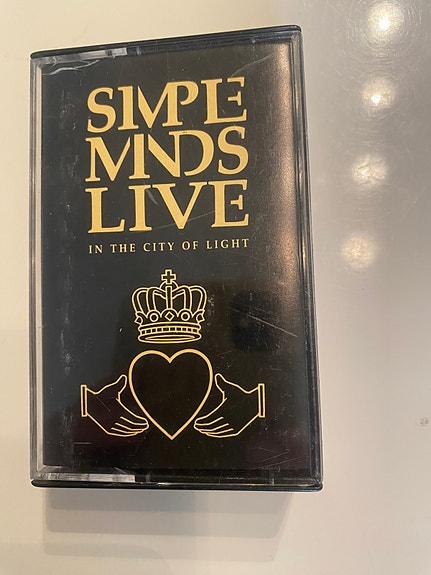 SIMPLE
MINDS
LIVE
IN THE CITY OF LIGHT